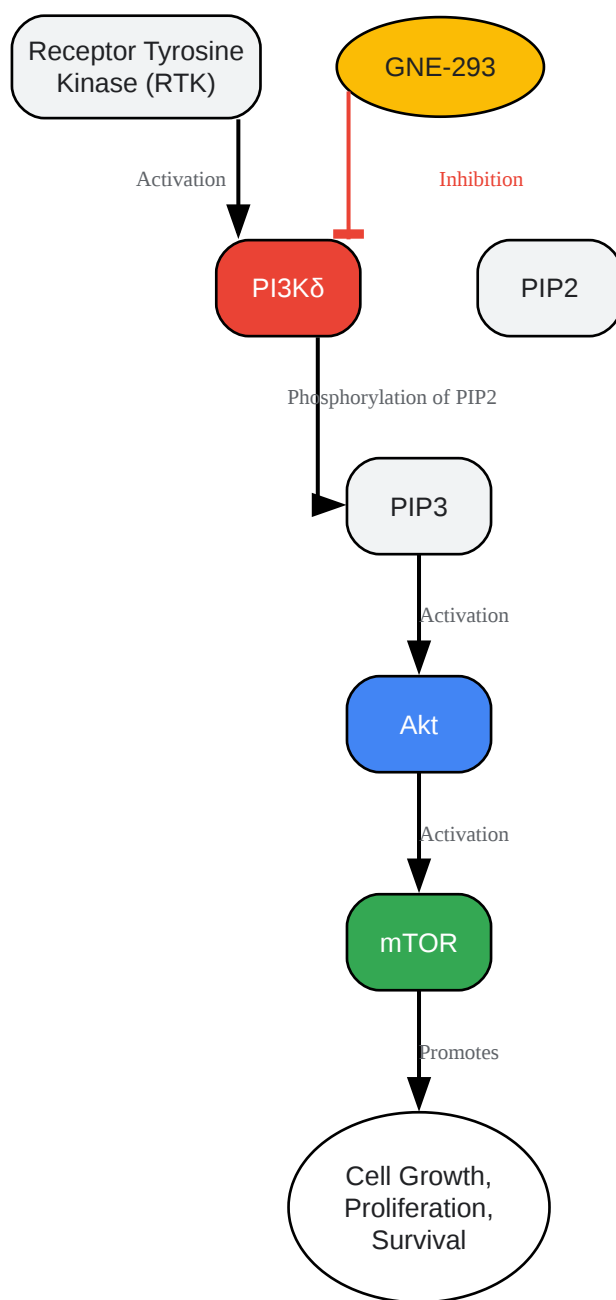 Receptor Tyrosine
Kinase (RTK)
GNE-293
Activation
Inhibition
PI3Kδ
PIP2
Phosphorylation of PIP2
PIP3
Activation
Akt
Activation
mTOR
Promotes
Cell Growth,
Proliferation,
Survival